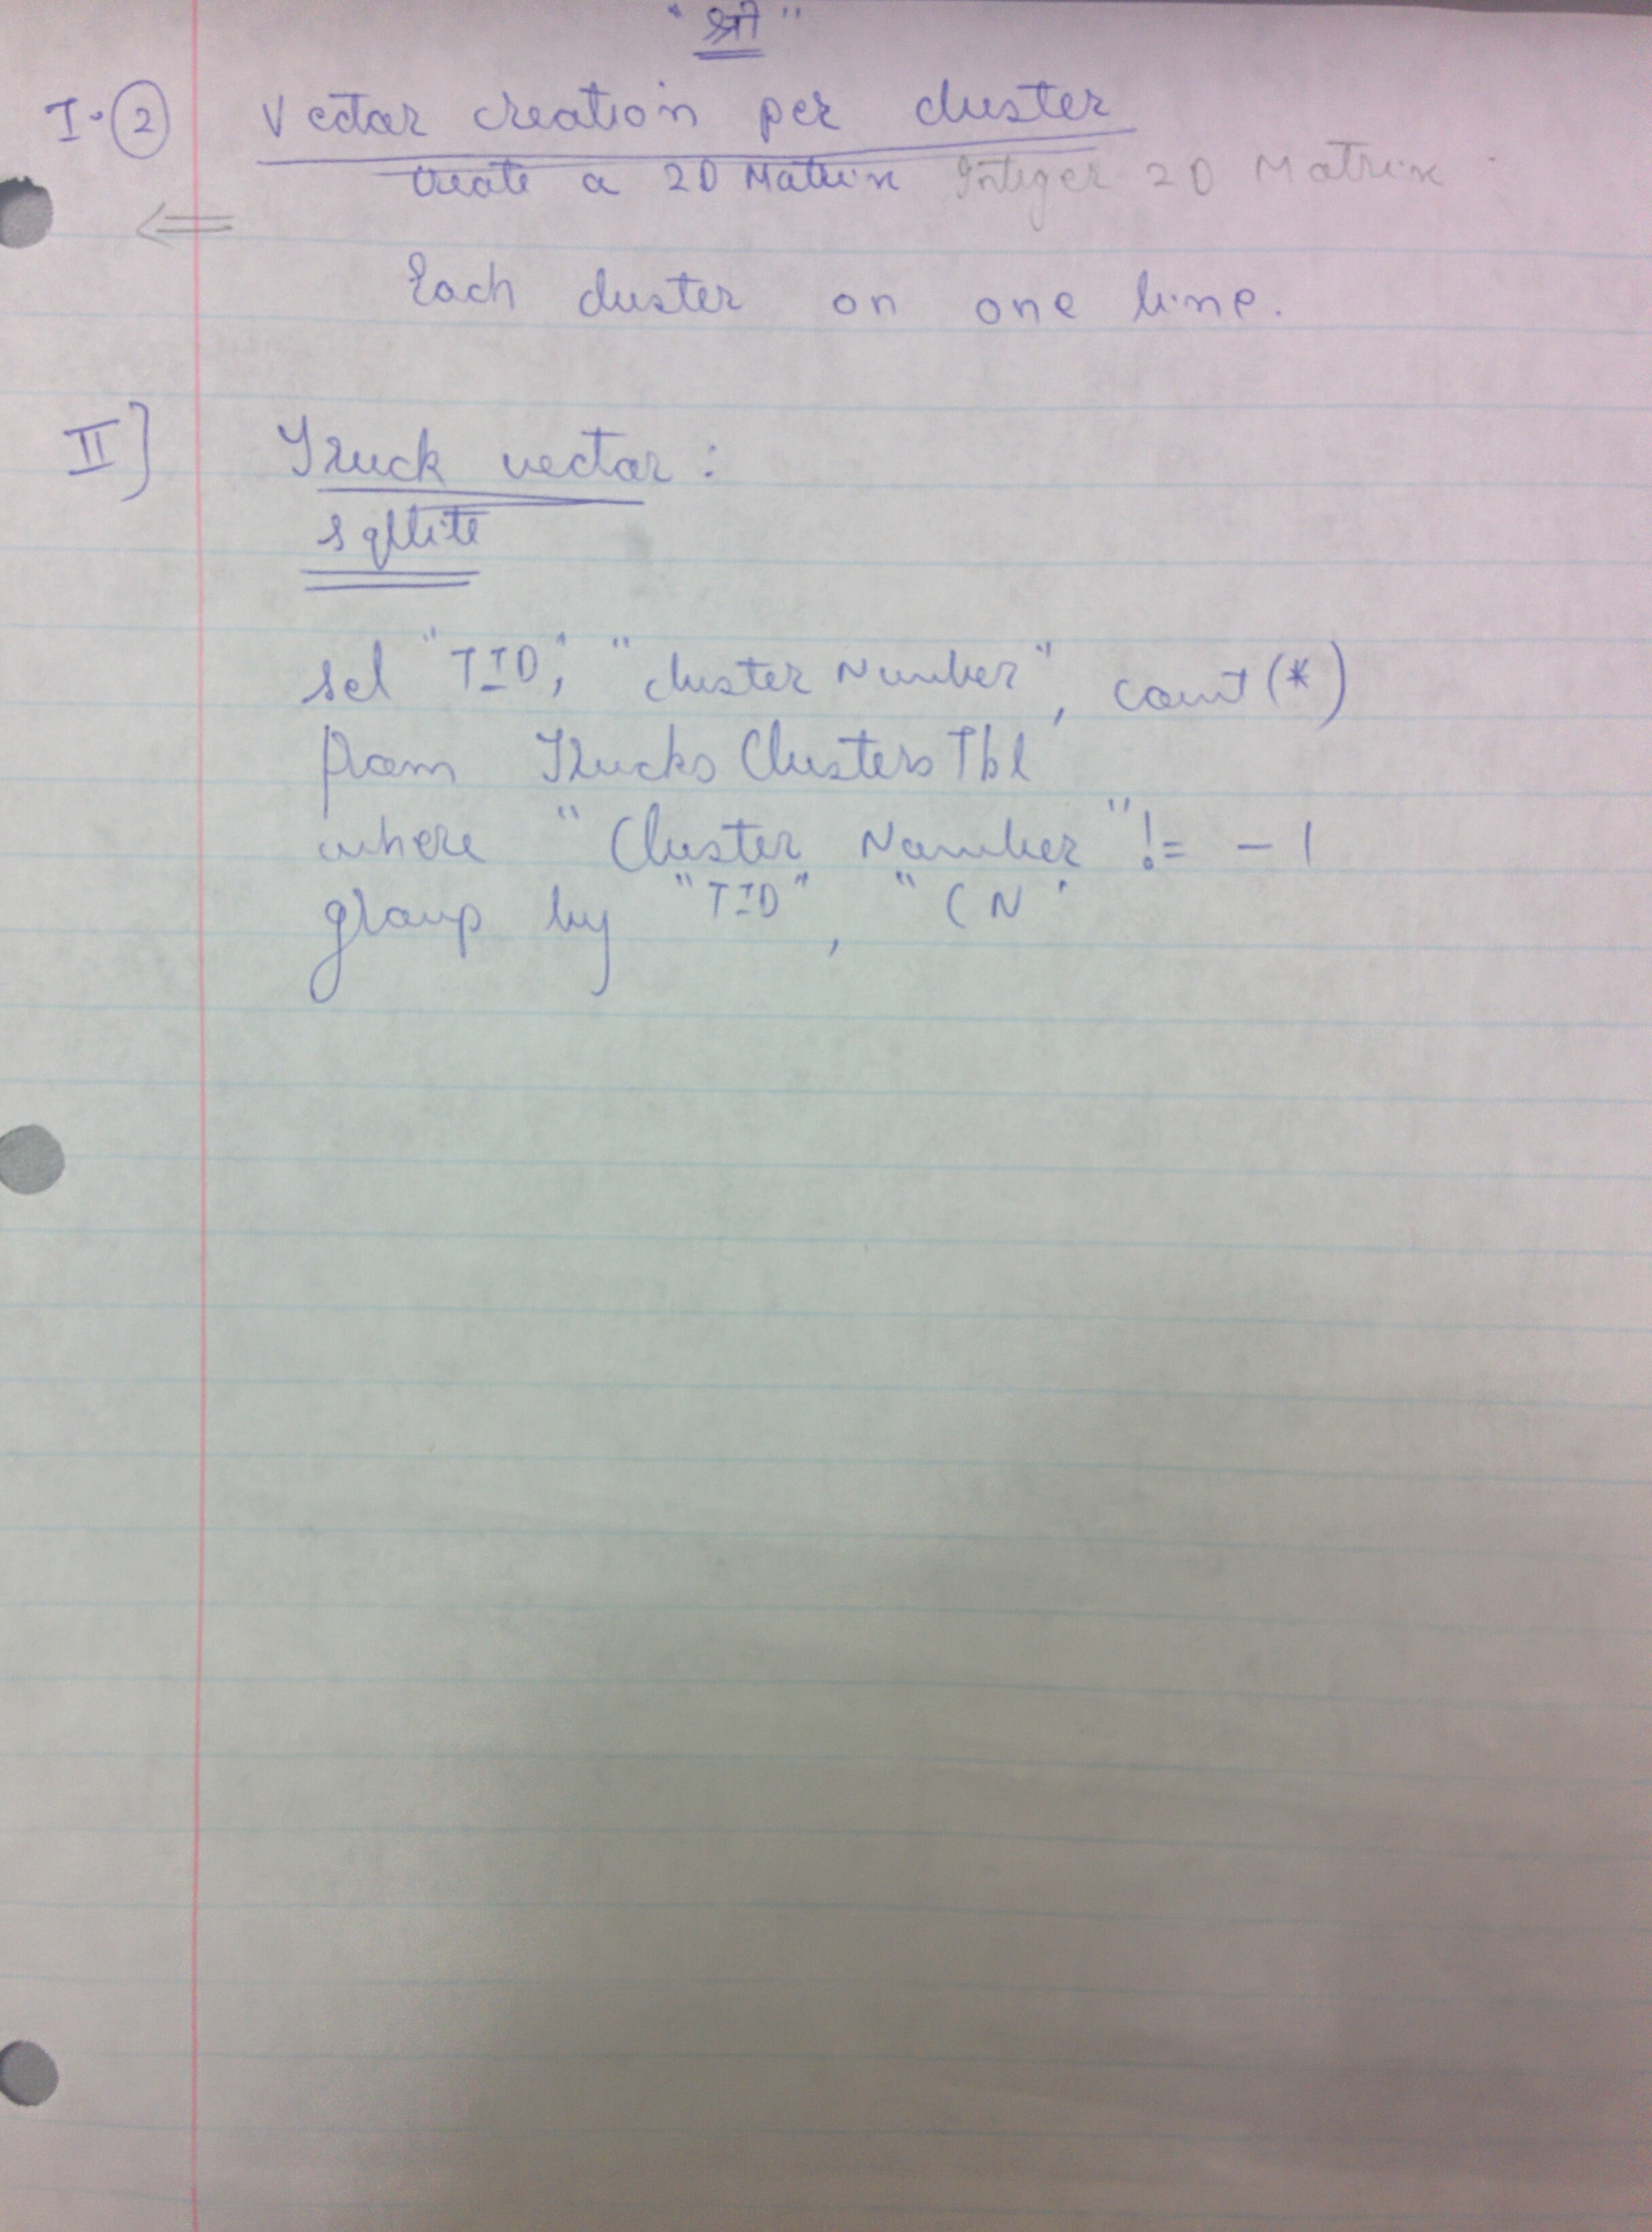 "श्री"
I. 2 Vector creation per cluster
create a 2D Matrix Integer 2D Matrix
Each cluster on one line.
II] Truck vector:
sqllite
sel "TID", "cluster Number", count(*)
from TrucksClustersTbl
where "Cluster Number" != -1
group by "TID", "CN"